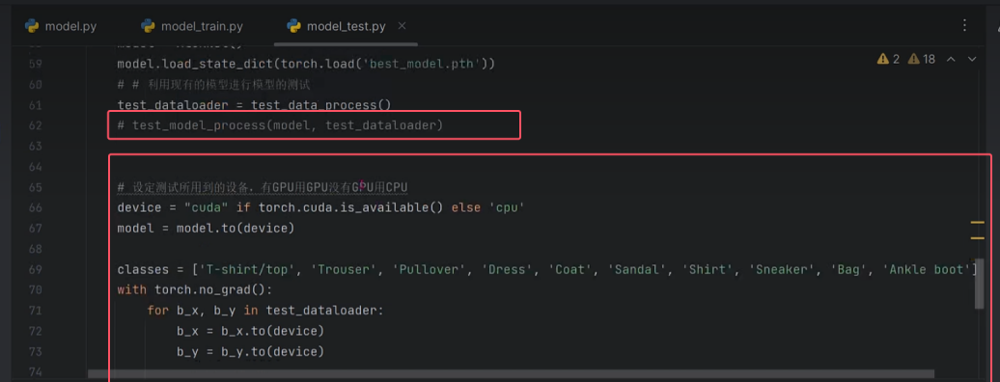 model.py model_train.py model_test.py
59 model.load_state_dict(torch.load('best_model.pth'))
2 18
60 # # 利用现有的模型进行模型的测试
61 test_dataloader = test_data_process()
62 # test_model_process(model, test_dataloader)
63
64
65 # 设定测试所用到的设备，有GPU用GPU没有GPU用CPU
66 device = "cuda" if torch.cuda.is_available() else 'cpu'
67 model = model.to(device)
68
69 classes = ['T-shirt/top', 'Trouser', 'Pullover', 'Dress', 'Coat', 'Sandal', 'Shirt', 'Sneaker', 'Bag', 'Ankle boot']
70 with torch.no_grad():
71 for b_x, b_y in test_dataloader:
72 b_x = b_x.to(device)
73 b_y = b_y.to(device)
74